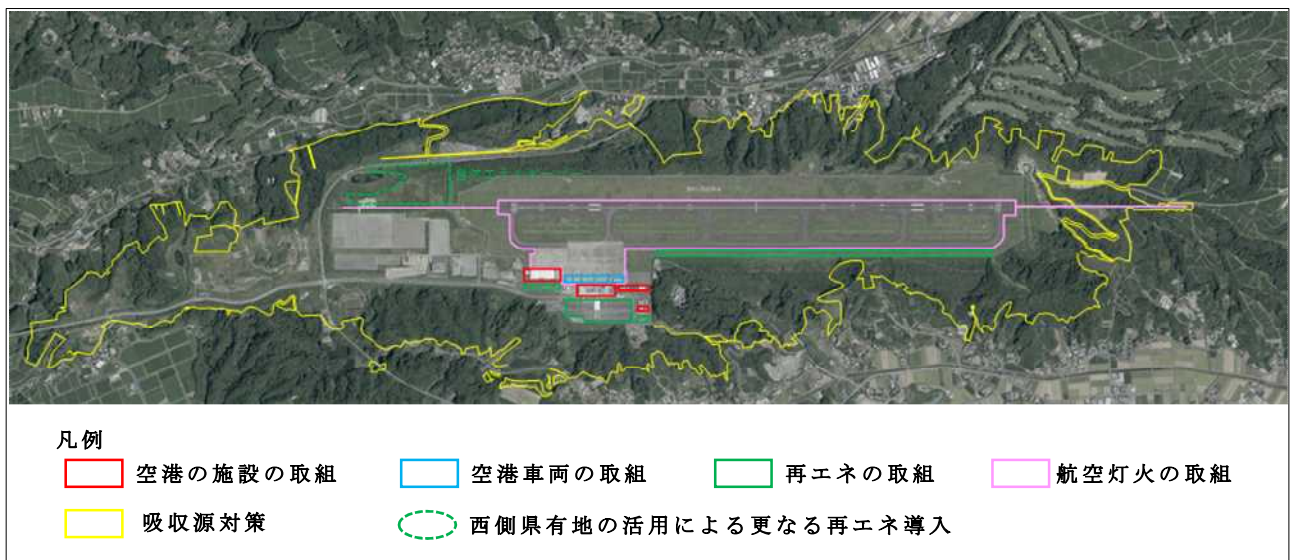 凡例
空港の施設の取組 空港車両の取組 再エネの取組 航空灯火の取組
吸収源対策 西側県有地の活用による更なる再エネ導入